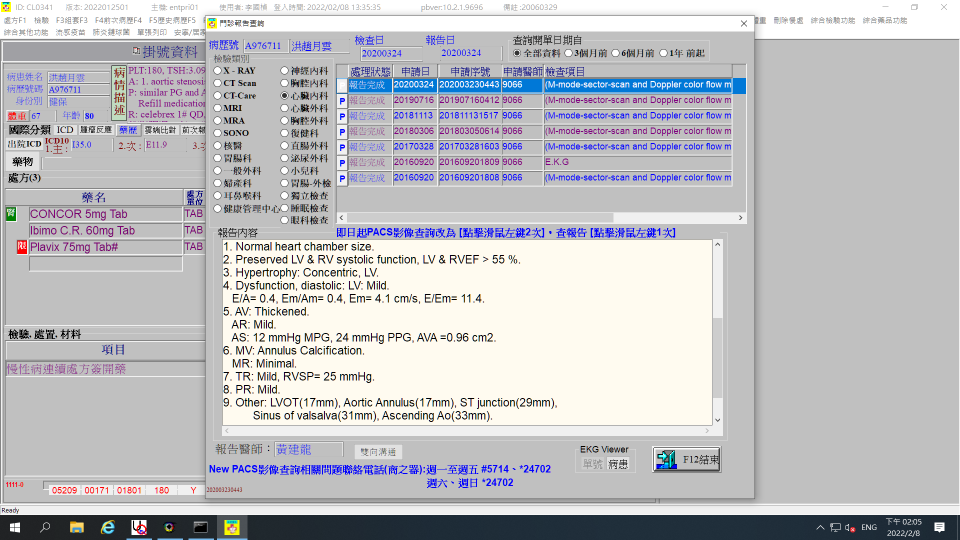 ID: CL0341 版本: 2022012501 主機: entpri01 使用者: 李國楨 登入時間: 2022/02/08 13:35:35 pbver:10.2.1.9696 備註 :20060329
處方F1 檢驗 F3組套F3 F4前次病歷F4 F5歷史病歷F5
刪除餐處 綜合檢驗功能 綜合藥品功能
綜合其他功能 流感疫苗 肺炎鏈球菌 單張列印
掛號資料
病患姓名 洪趙月雲
病歷號碼 A976711
身份別 健保
體重 67 年齡 80
病情描述
PLT:180, TSH:3.09
A: 1. aortic stenosis
P: similar PG and A
Refill medication
R: celebrex 1# QD
國際分類 ICD 腫瘤反應 藥歷 雲端比對
出院ICD ICD10 1.主: I35.0 2.次: E11.9 3.
藥物
處方(3)
藥名 處方單位
腎 CONCOR 5mg Tab TAB
Ibimo C.R. 60mg Tab TAB
限 Plavix 75mg Tab# TAB
檢驗, 處置, 材料
項目
慢性病連續處方簽開藥
1111-0 05209 00171 01801 180 Y
Ready
門診報告查詢
病歷號 A976711 洪趙月雲
檢查日 20200324
報告日 20200324
查詢開單日期自
全部資料 3個月前 6個月前 1年 前起
檢驗類別
X - RAY 神經內科
CT Scan 胸腔內科
CT-Care 心臟內科
MRI 心臟外科
MRA 胸腔外科
SONO 復健科
核醫 直腸外科
胃腸科 泌尿外科
一般外科 小兒科
婦產科 胃腸-外檢
耳鼻喉科 獨立檢查
健康管理中心 睡眠檢查
眼科檢查
處理狀態 申請日 申請序號 申請醫師 檢查項目
報告完成 20200324 202003230443 9066 (M-mode-sector-scan and Doppler color flow m
P 報告完成 20190716 201907160412 9066 (M-mode-sector-scan and Doppler color flow m
P 報告完成 20181113 201811131517 9066 (M-mode-sector-scan and Doppler color flow m
P 報告完成 20180306 201803050614 9066 (M-mode-sector-scan and Doppler color flow m
P 報告完成 20170328 201703281603 9066 (M-mode-sector-scan and Doppler color flow m
P 報告完成 20160920 201609201809 9066 E.K.G
P 報告完成 20160920 201609201808 9066 (M-mode-sector-scan and Doppler color flow m
報告內容 即日起PACS影像查詢改為 [點擊滑鼠左鍵2次]，查報告 [點擊滑鼠左鍵1次]
1. Normal heart chamber size.
2. Preserved LV & RV systolic function, LV & RVEF > 55 %.
3. Hypertrophy: Concentric, LV.
4. Dysfunction, diastolic: LV: Mild.
E/A= 0.4, Em/Am= 0.4, Em= 4.1 cm/s, E/Em= 11.4.
5. AV: Thickened.
AR: Mild.
AS: 12 mmHg MPG, 24 mmHg PPG, AVA =0.96 cm2.
6. MV: Annulus Calcification.
MR: Minimal.
7. TR: Mild, RVSP= 25 mmHg.
8. PR: Mild.
9. Other: LVOT(17mm), Aortic Annulus(17mm), ST junction(29mm),
Sinus of valsalva(31mm), Ascending Ao(33mm).
報告醫師： 黃建龍 雙向溝通
EKG Viewer
單號 病患
F12結束
New PACS影像查詢相關問題聯絡電話(商之器):週一至週五 #5714、*24702
週六、週日 *24702
202003230443
ENG
下午 02:05
2022/2/8